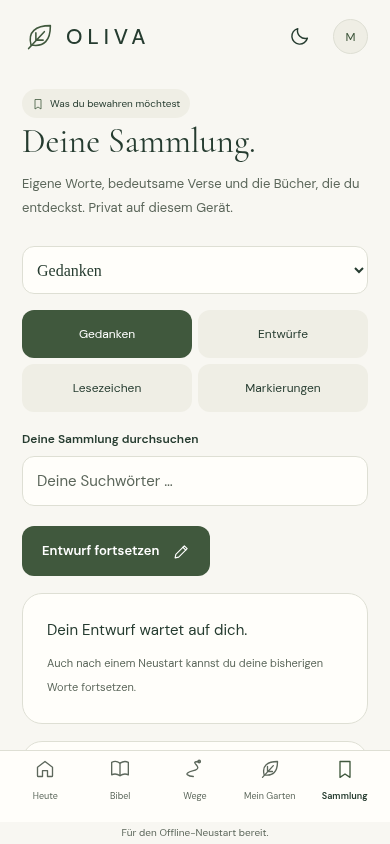 OLIVA
M
Was du bewahren möchtest
Deine Sammlung.
Eigene Worte, bedeutsame Verse und die Bücher, die du
entdeckst. Privat auf diesem Gerät.
Gedanken
Gedanken
Entwürfe
Lesezeichen
Markierungen
Deine Sammlung durchsuchen
Deine Suchwörter ...
Entwurf fortsetzen
Dein Entwurf wartet auf dich.
Auch nach einem Neustart kannst du deine bisherigen
Worte fortsetzen.
Heute
Bibel
Wege
Mein Garten
Sammlung
Für den Offline-Neustart bereit.